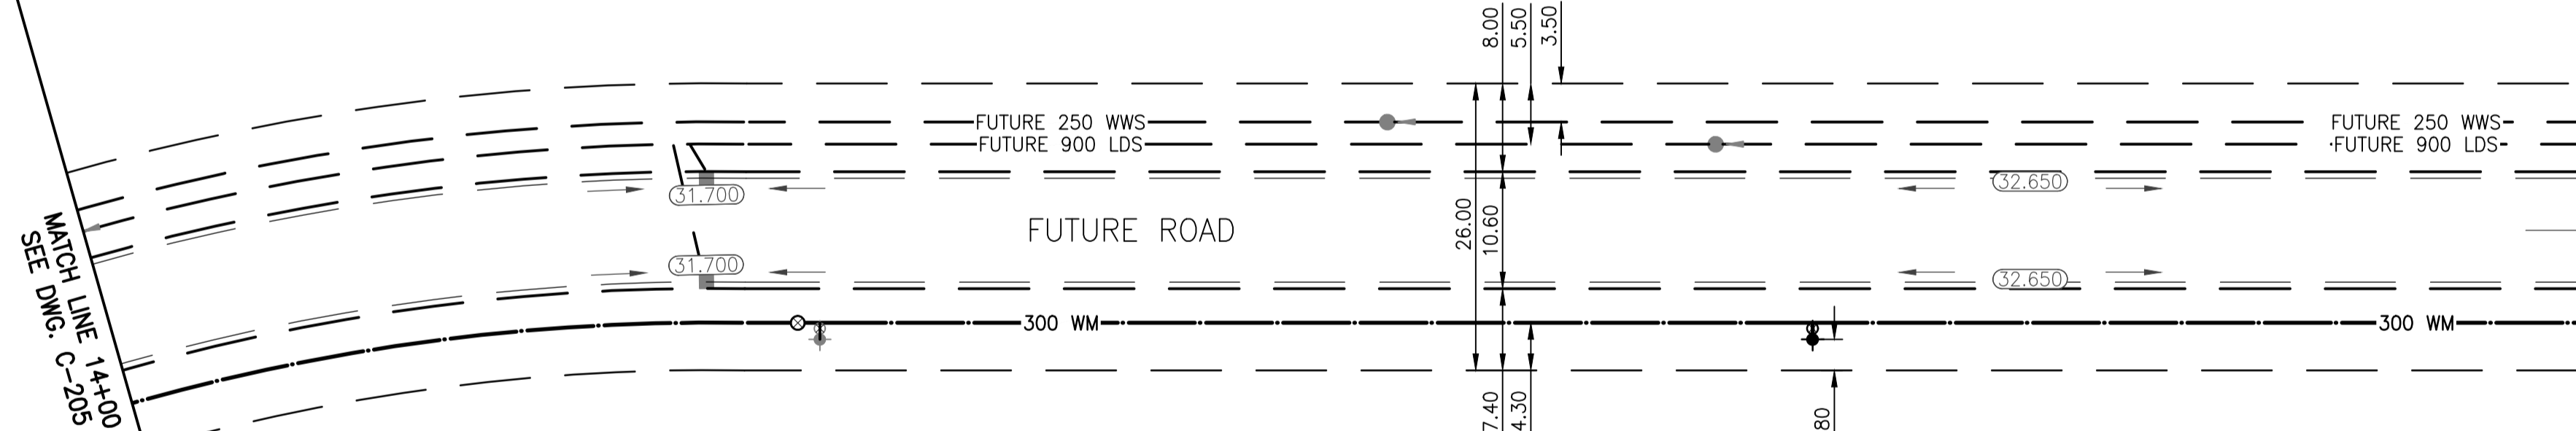 8.00
5.50
3.50
FUTURE 250 WWS
FUTURE 900 LDS
FUTURE 250 WWS
FUTURE 900 LDS
31.700
32.650
FUTURE ROAD
26.00
10.60
31.700
32.650
300 WM
300 WM
MATCH LINE 14+00
SEE DWG. C-205
7.40
4.30
80